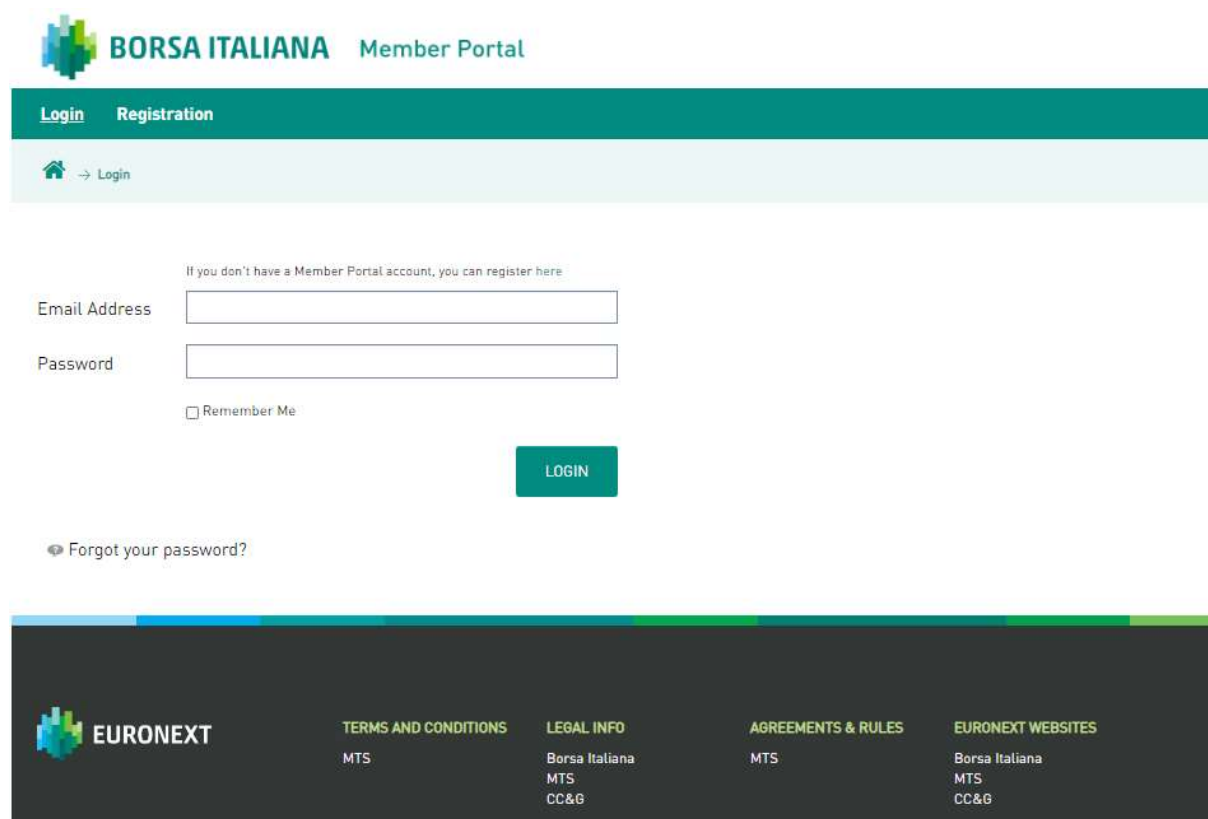 BORSA ITALIANA Member Portal
Login Registration
→ Login
If you don't have a Member Portal account, you can register here
Email Address
Password
Remember Me
LOGIN
Forgot your password?
EURONEXT
TERMS AND CONDITIONS
MTS
LEGAL INFO
Borsa Italiana
MTS
CC&G
AGREEMENTS & RULES
MTS
EURONEXT WEBSITES
Borsa Italiana
MTS
CC&G